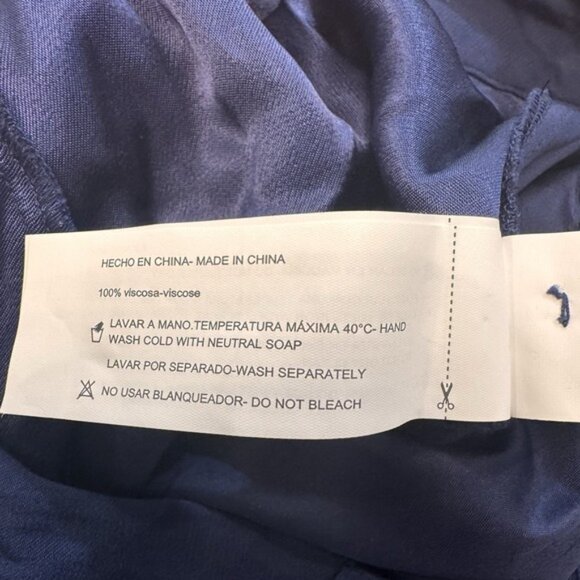 HECHO EN CHINA- MADE IN CHINA
100% viscosa-viscose
LAVAR A MANO.TEMPERATURA MÁXIMA 40°C- HAND
WASH COLD WITH NEUTRAL SOAP
LAVAR POR SEPARADO-WASH SEPARATELY
NO USAR BLANQUEADOR- DO NOT BLEACH